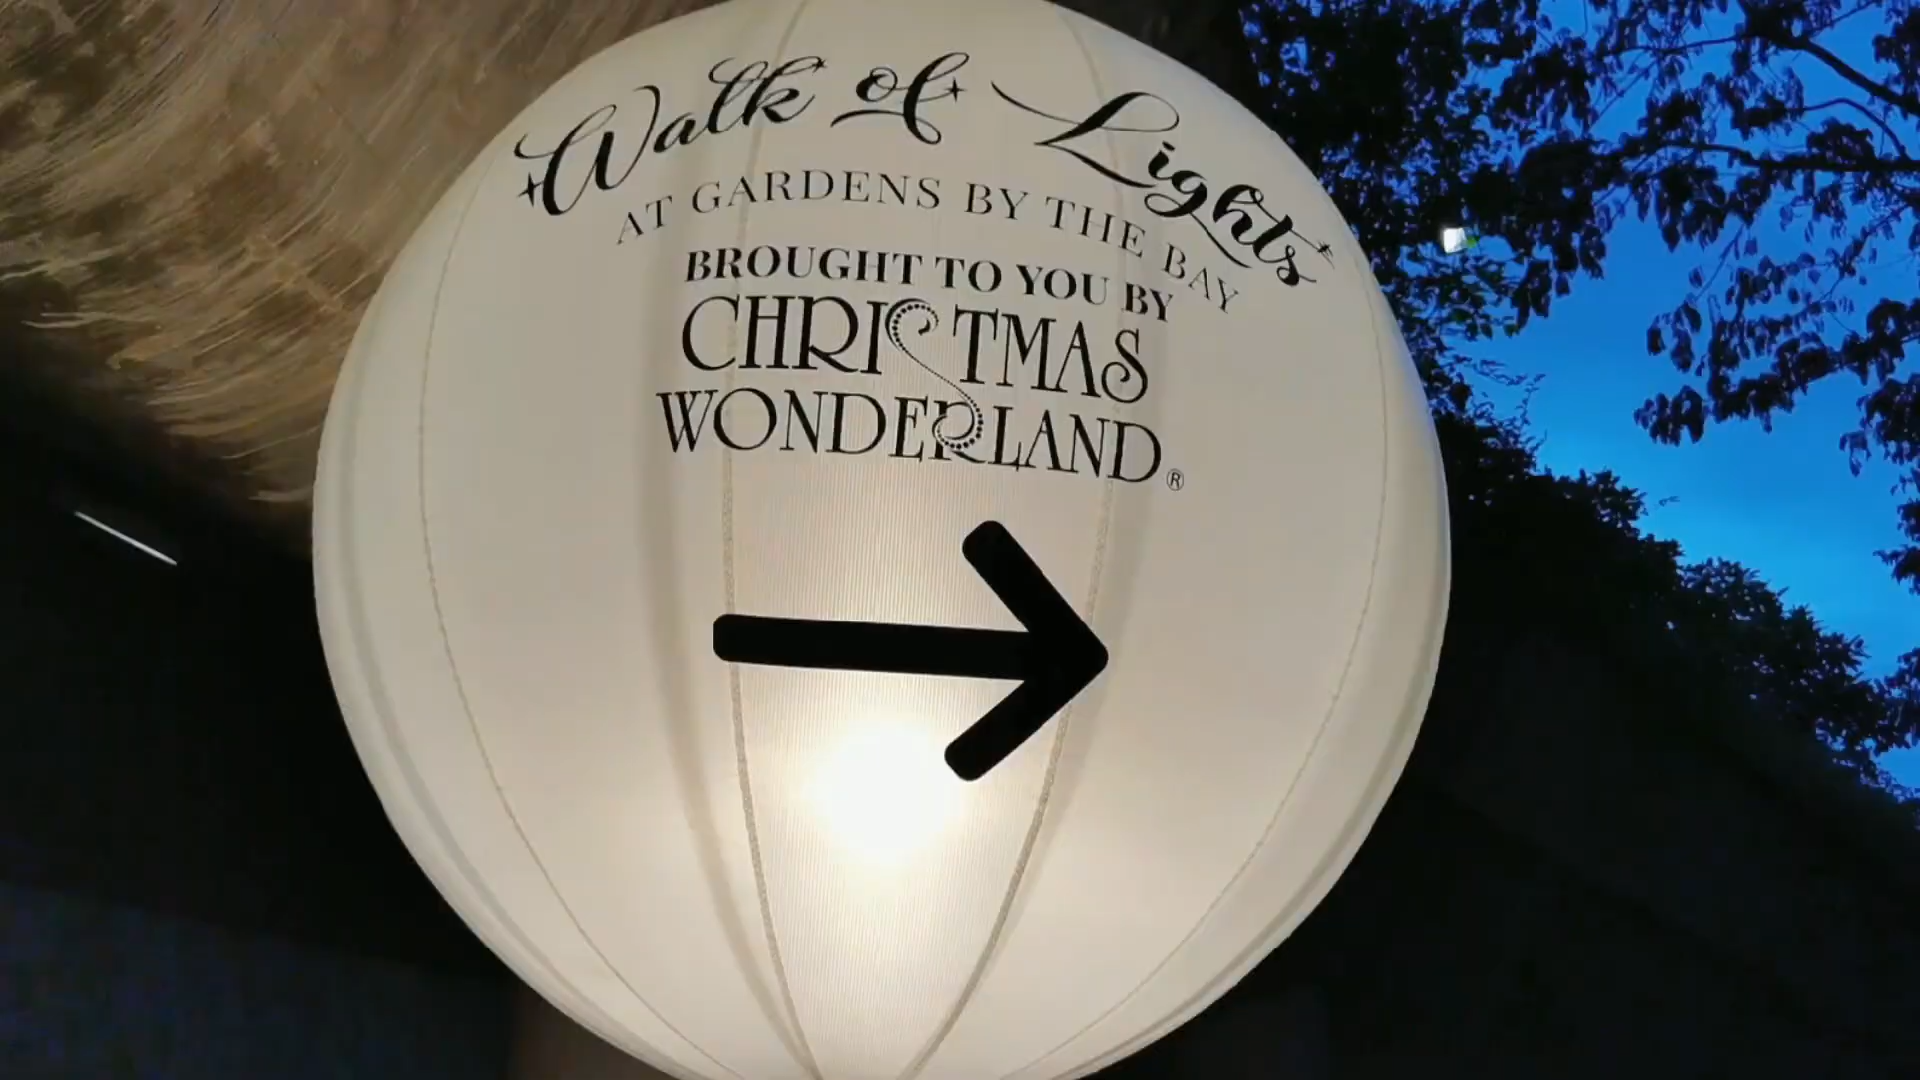 Walk of Lights
AT GARDENS BY THE BAY
BROUGHT TO YOU BY
CHRISTMAS
WONDERLAND®